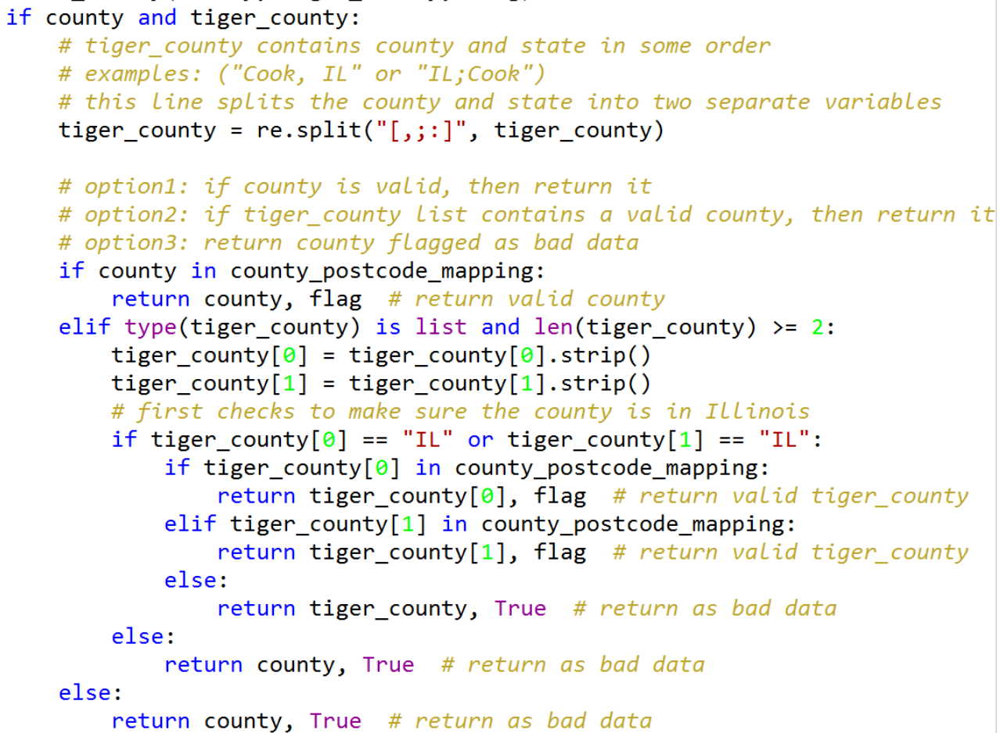 if county and tiger_county:
    # tiger_county contains county and state in some order
    # examples: ("Cook, IL" or "IL;Cook")
    # this line splits the county and state into two separate variables
    tiger_county = re.split("[,;:]", tiger_county)

    # option1: if county is valid, then return it
    # option2: if tiger_county list contains a valid county, then return it
    # option3: return county flagged as bad data
    if county in county_postcode_mapping:
        return county, flag  # return valid county
    elif type(tiger_county) is list and len(tiger_county) >= 2:
        tiger_county[0] = tiger_county[0].strip()
        tiger_county[1] = tiger_county[1].strip()
        # first checks to make sure the county is in Illinois
        if tiger_county[0] == "IL" or tiger_county[1] == "IL":
            if tiger_county[0] in county_postcode_mapping:
                return tiger_county[0], flag  # return valid tiger_county
            elif tiger_county[1] in county_postcode_mapping:
                return tiger_county[1], flag  # return valid tiger_county
            else:
                return tiger_county, True  # return as bad data
        else:
            return county, True  # return as bad data
    else:
        return county, True  # return as bad data